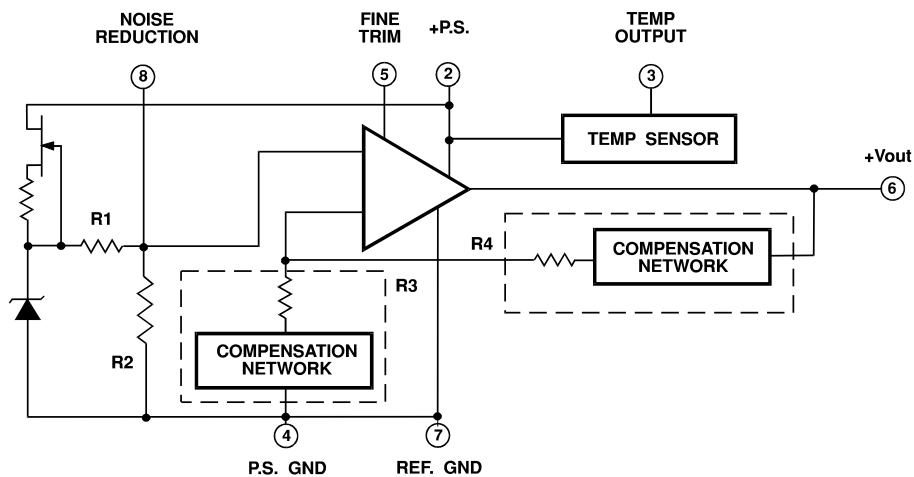 NOISE
REDUCTION
FINE
TRIM
+P.S.
TEMP
OUTPUT
8
5
2
3
TEMP SENSOR
+Vout
6
R1
R4
COMPENSATION
NETWORK
R3
R2
COMPENSATION
NETWORK
4
7
P.S. GND
REF. GND